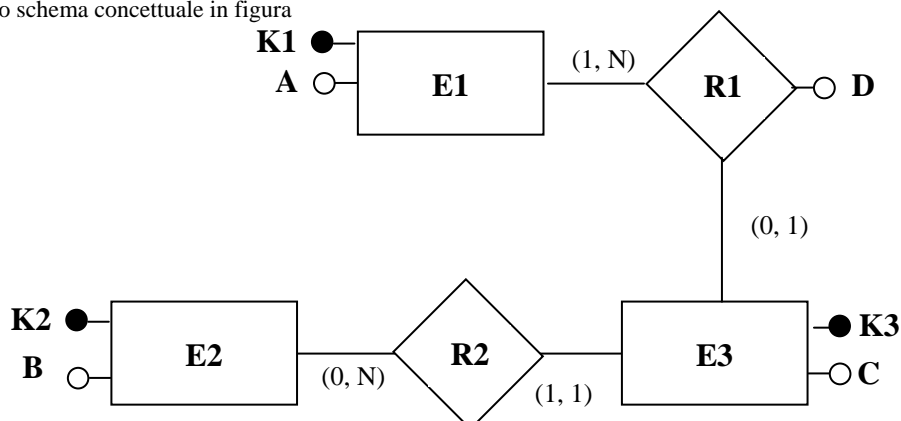 o schema concettuale in figura
K1
(1, N)
A
E1
R1
D
(0, 1)
K2
K3
E2
R2
E3
B
(0, N)
C
(1, 1)